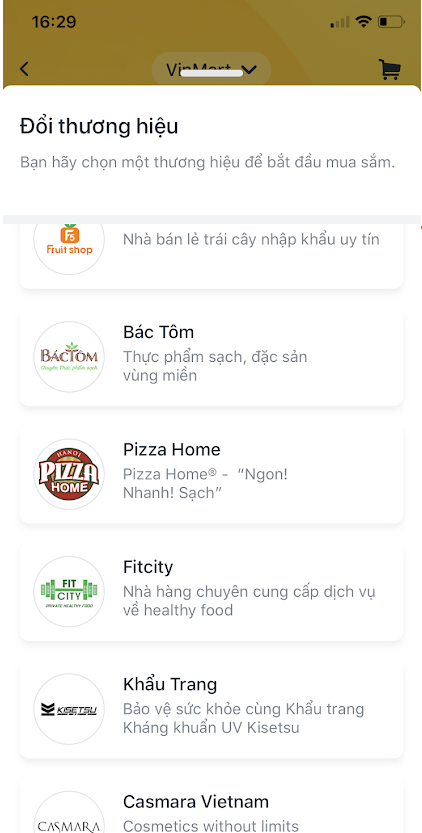 16:29
VinMart
Đổi thương hiệu
Bạn hãy chọn một thương hiệu để bắt đầu mua sắm.
F5
Fruit shop
Nhà bán lẻ trái cây nhập khẩu uy tín
BÁCTÔM
Chuyên Thực phẩm sạch
Bác Tôm
Thực phẩm sạch, đặc sản
vùng miền
HANOI
PIZZA
HOME
Pizza Home
Pizza Home® - “Ngon!
Nhanh! Sạch”
FIT
CITY
PRIVATE HEALTHY FOOD
Fitcity
Nhà hàng chuyên cung cấp dịch vụ
về healthy food
KISETSU
Khẩu Trang
Bảo vệ sức khỏe cùng Khẩu trang
Kháng khuẩn UV Kisetsu
CASMARA
Casmara Vietnam
Cosmetics without limits